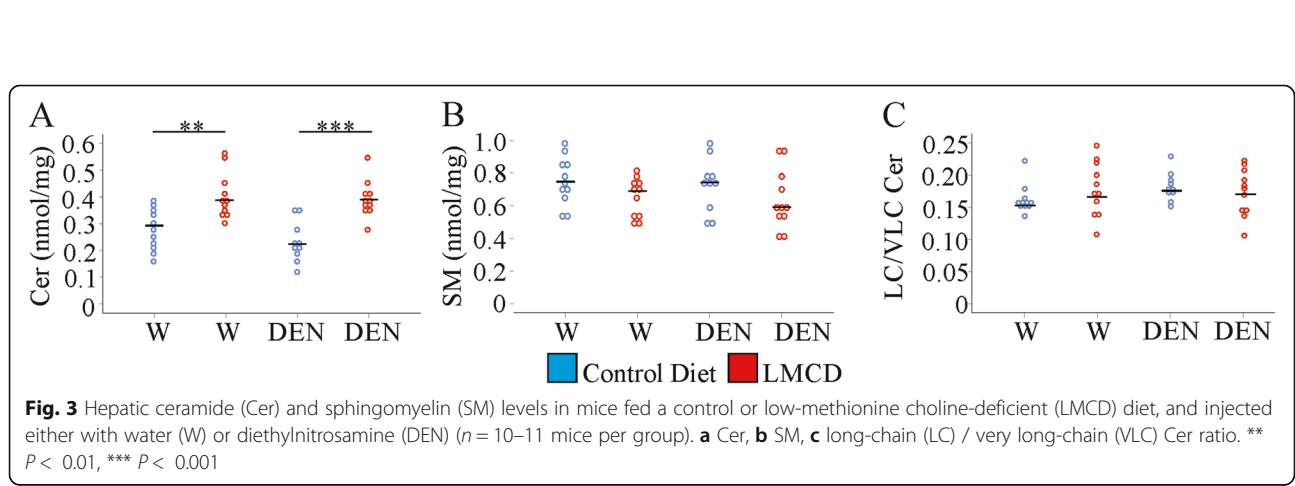 A
B
C
**
***
Cer (nmol/mg)
0.6
0.5
0.4
0.3
0.2
0.1
0
W
W
DEN
DEN
SM (nmol/mg)
1.0
0.8
0.6
0.4
0.2
0
W
W
DEN
DEN
LC/VLC Cer
0.25
0.20
0.15
0.10
0.05
0
W
W
DEN
DEN
Control Diet
LMCD
Fig. 3 Hepatic ceramide (Cer) and sphingomyelin (SM) levels in mice fed a control or low-methionine choline-deficient (LMCD) diet, and injected
either with water (W) or diethylnitrosamine (DEN) (n = 10–11 mice per group). a Cer, b SM, c long-chain (LC) / very long-chain (VLC) Cer ratio. **
P < 0.01, *** P < 0.001